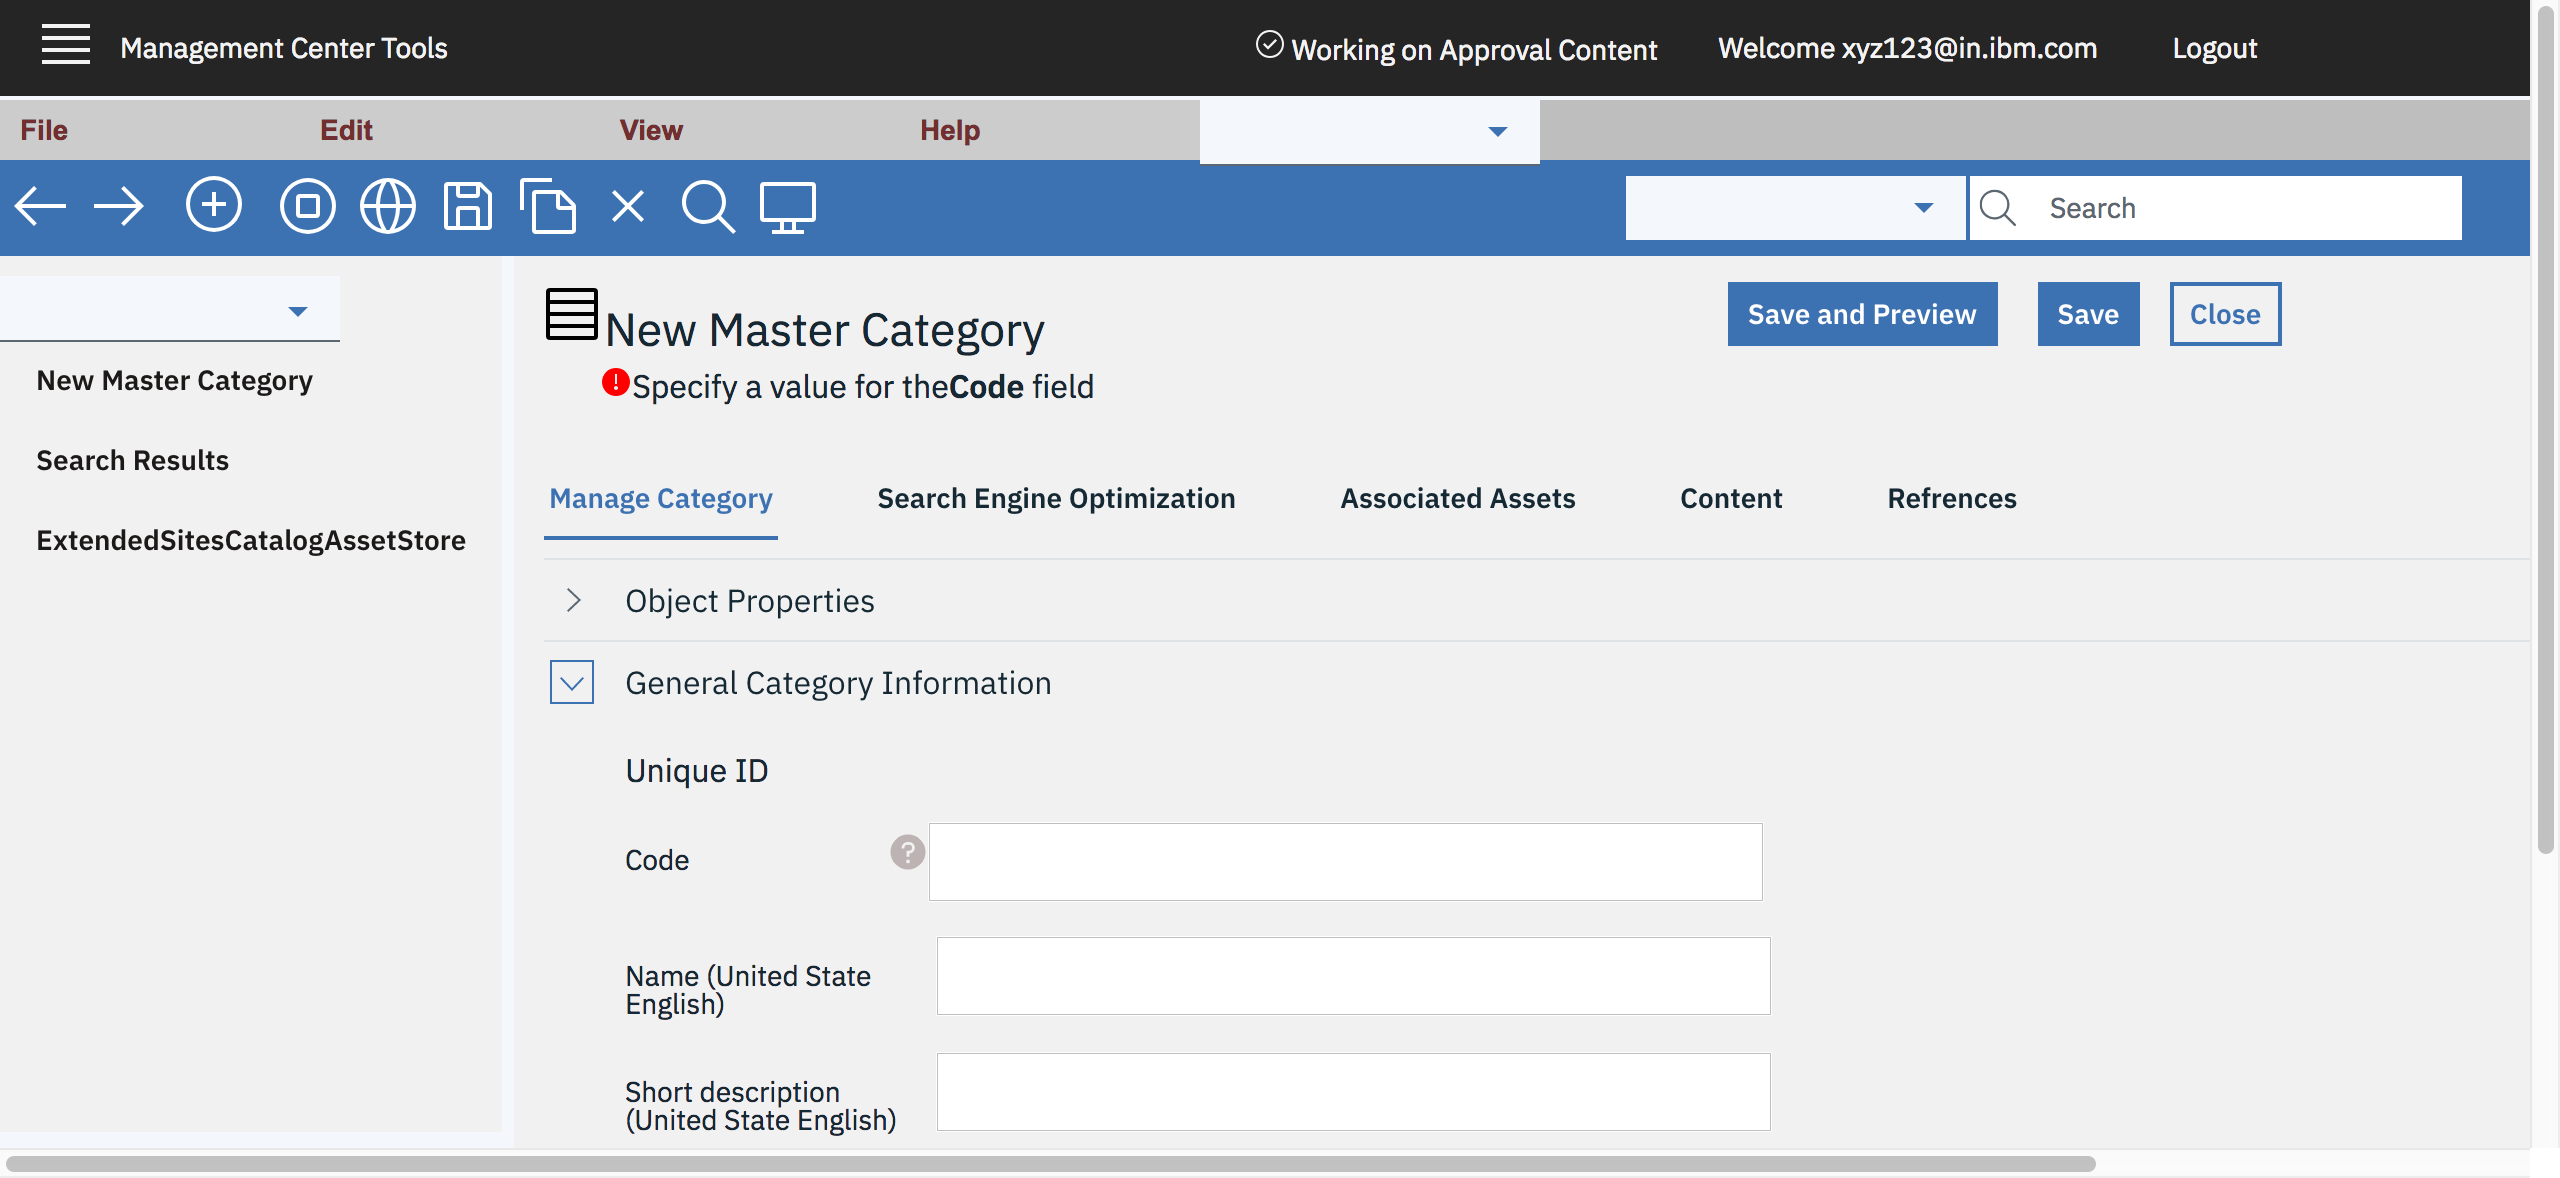 Management Center Tools
Working on Approval Content
Welcome xyz123@in.ibm.com
Logout
File
Edit
View
Help
Search
New Master Category
Search Results
ExtendedSitesCatalogAssetStore
New Master Category
Save and Preview
Save
Close
Specify a value for theCode field
Manage Category
Search Engine Optimization
Associated Assets
Content
Refrences
Object Properties
General Category Information
Unique ID
Code
?
Name (United State
English)
Short description
(United State English)